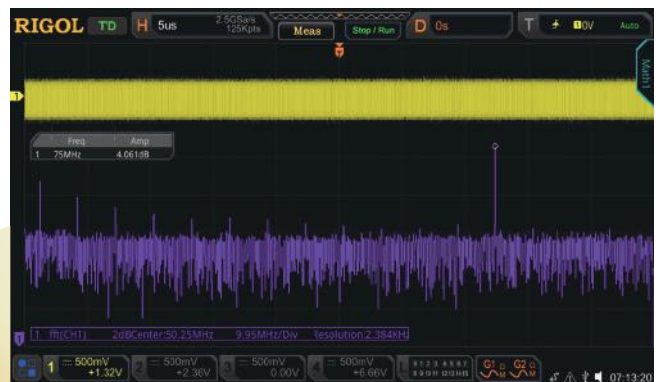 RIGOL T'D H 5us 2.5GSa/s 125Kpts Meas Stop / Run D 0s T 1 0V Auto
T
Math1
1
Freq Amp
1 75MHz 4.061dB
1 fft(CH1) 2dB Center:50.25MHz 9.95MHz/Div Resolution:2.384KHz
1 500mV +1.32V 2 500mV +2.36V 3 500mV 0.00V 4 500mV +6.66V L G1 G2
07:13:20